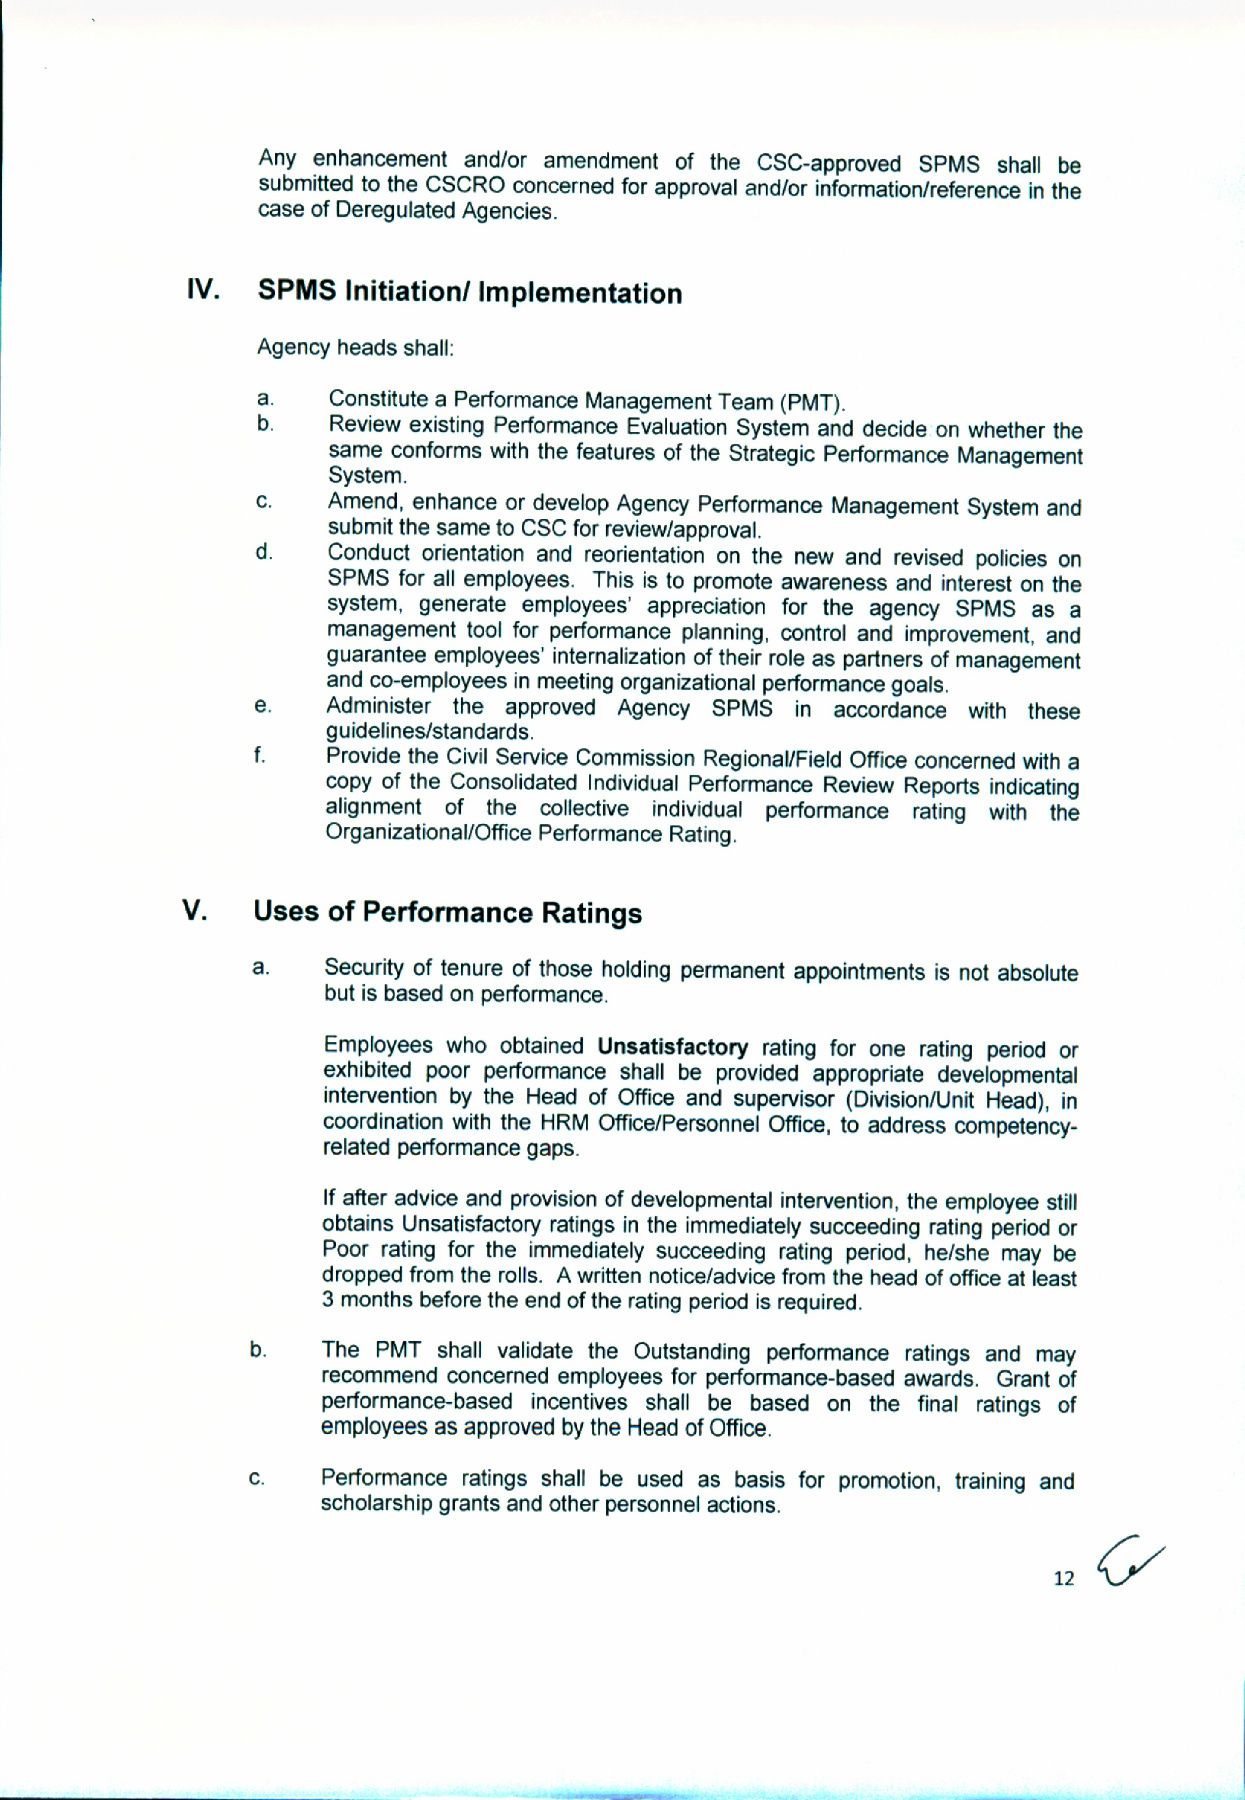 Any enhancement and/or amendment of the CSC-approved SPMS shall be
submitted to the CSCRO concerned for approval and/or information/reference in the
case of Deregulated Agencies.
IV. SPMS Initiation/ Implementation
Agency heads shall:
a. Constitute a Performance Management Team (PMT).
b. Review existing Performance Evaluation System and decide on whether the
same conforms with the features of the Strategic Performance Management
System.
c. Amend, enhance or develop Agency Performance Management System and
submit the same to CSC for review/approval.
d. Conduct orientation and reorientation on the new and revised policies on
SPMS for all employees. This is to promote awareness and interest on the
system, generate employees' appreciation for the agency SPMS as a
management tool for performance planning, control and improvement, and
guarantee employees' internalization of their role as partners of management
and co-employees in meeting organizational performance goals.
e. Administer the approved Agency SPMS in accordance with these
guidelines/standards.
f. Provide the Civil Service Commission Regional/Field Office concerned with a
copy of the Consolidated Individual Performance Review Reports indicating
alignment of the collective individual performance rating with the
Organizational/Office Performance Rating.
V. Uses of Performance Ratings
a. Security of tenure of those holding permanent appointments is not absolute
but is based on performance.
Employees who obtained Unsatisfactory rating for one rating period or
exhibited poor performance shall be provided appropriate developmental
intervention by the Head of Office and supervisor (Division/Unit Head), in
coordination with the HRM Office/Personnel Office, to address competency-
related performance gaps.
If after advice and provision of developmental intervention, the employee still
obtains Unsatisfactory ratings in the immediately succeeding rating period or
Poor rating for the immediately succeeding rating period, he/she may be
dropped from the rolls. A written notice/advice from the head of office at least
3 months before the end of the rating period is required.
b. The PMT shall validate the Outstanding performance ratings and may
recommend concerned employees for performance-based awards. Grant of
performance-based incentives shall be based on the final ratings of
employees as approved by the Head of Office.
c. Performance ratings shall be used as basis for promotion, training and
scholarship grants and other personnel actions.
12